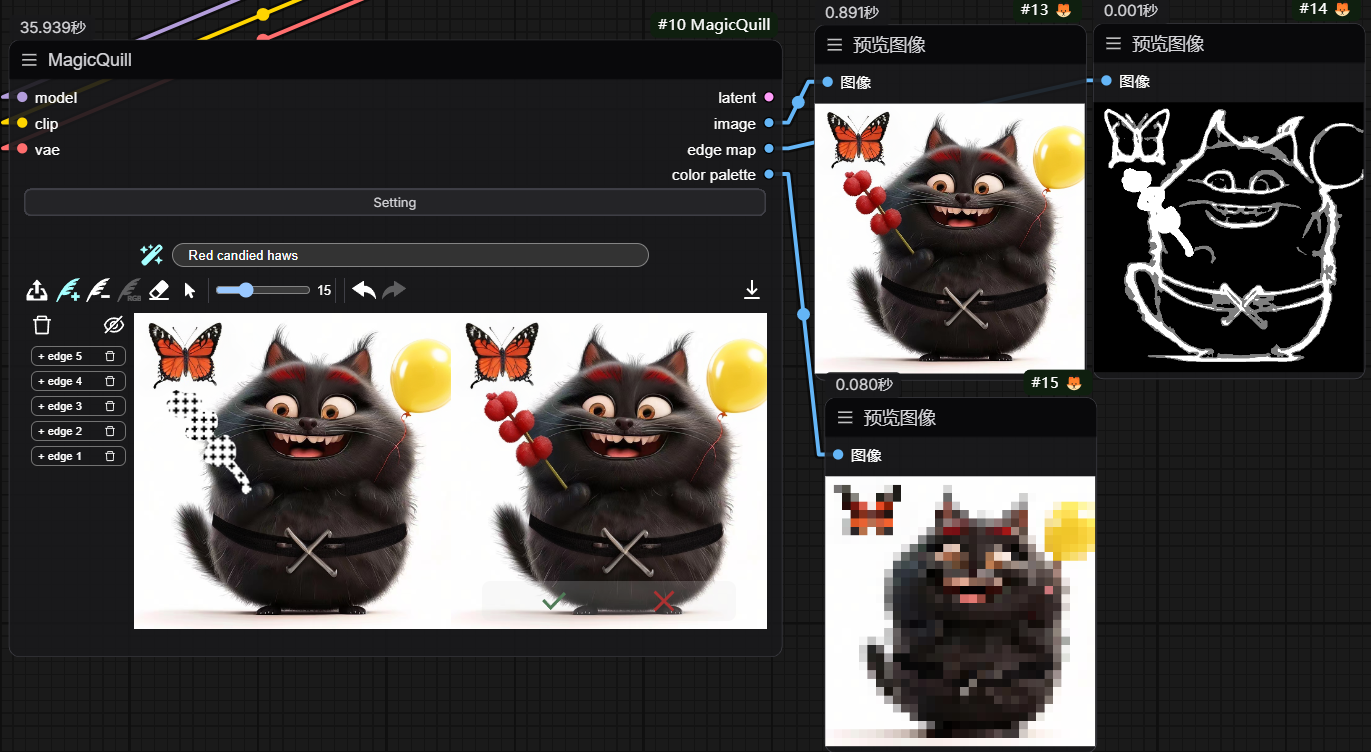 35.939秒
#10 MagicQuill
MagicQuill
model
clip
vae
latent
image
edge map
color palette
Setting
Red candied haws
RGB
15
+ edge 5
+ edge 4
+ edge 3
+ edge 2
+ edge 1
0.891秒
#13
预览图像
图像
0.001秒
#14
预览图像
图像
0.080秒
#15
预览图像
图像